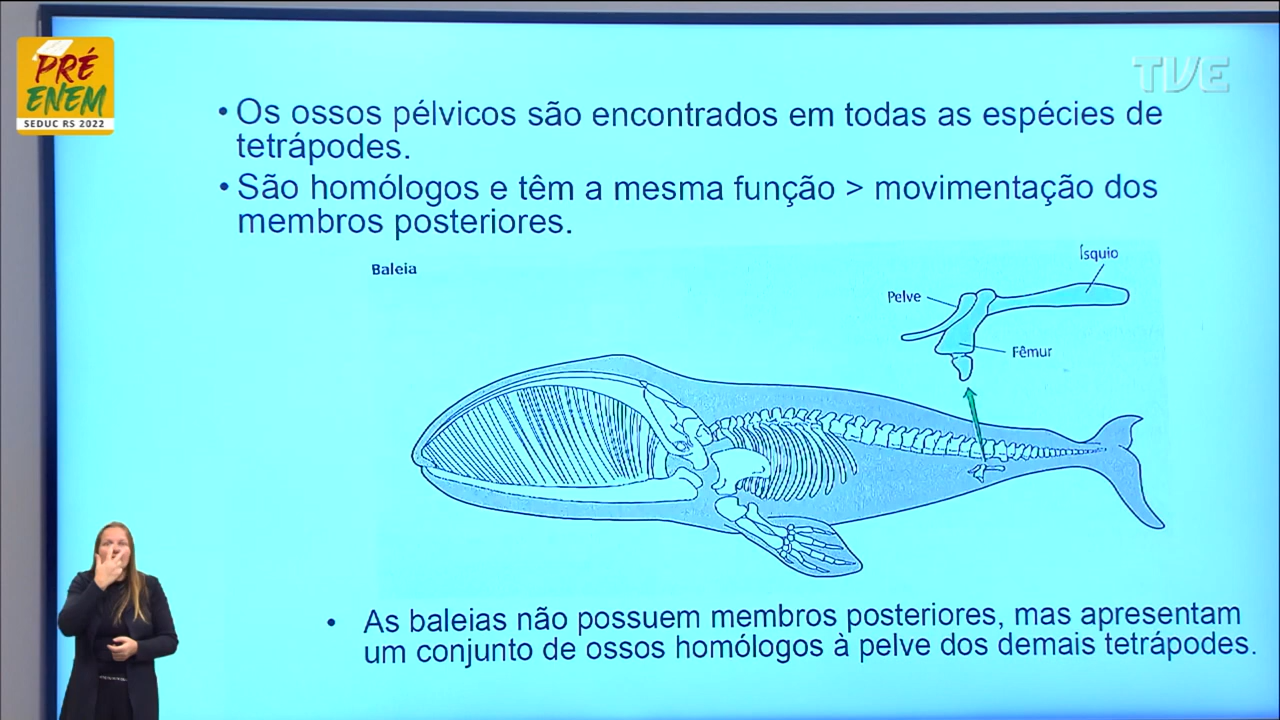 PRÉ
ENEM
SEDUC RS 2022
TVE
• Os ossos pélvicos são encontrados em todas as espécies de
tetrápodes.
• São homólogos e têm a mesma função > movimentação dos
membros posteriores.
Baleia
Ísquio
Pelve
Fêmur
• As baleias não possuem membros posteriores, mas apresentam
um conjunto de ossos homólogos à pelve dos demais tetrápodes.